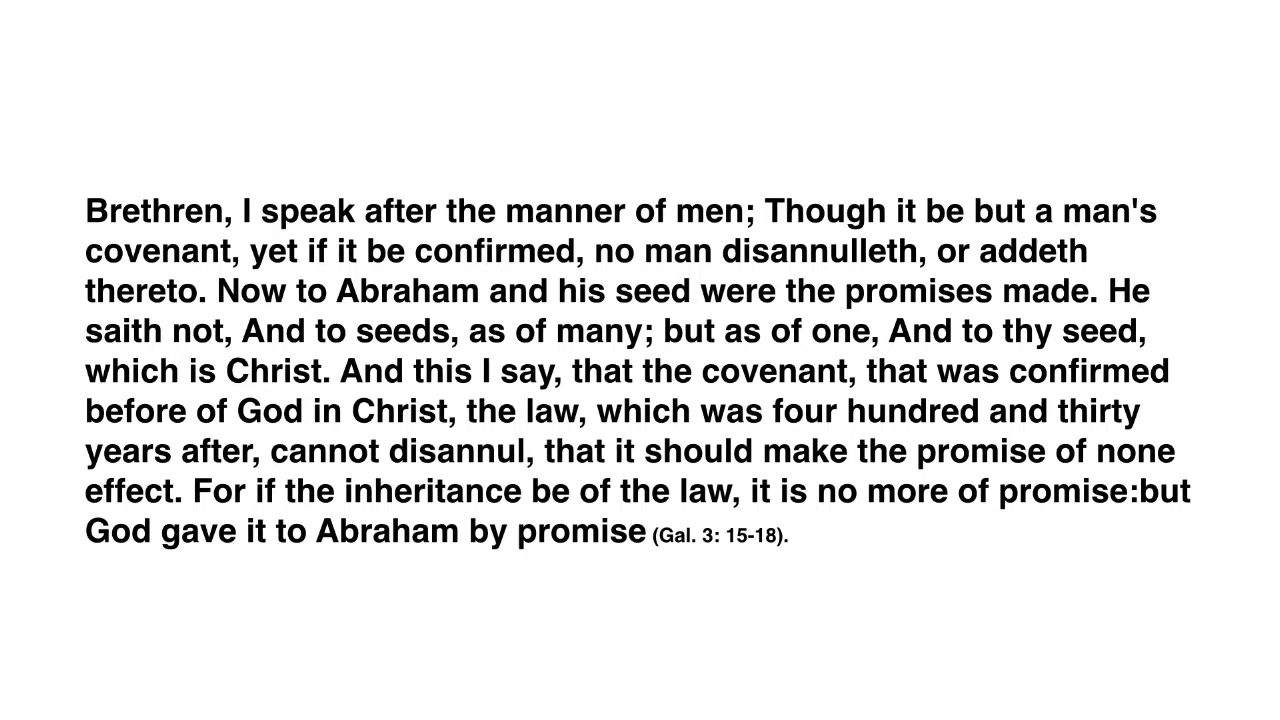 Brethren, I speak after the manner of men; Though it be but a man's
covenant, yet if it be confirmed, no man disannulleth, or addeth
thereto. Now to Abraham and his seed were the promises made. He
saith not, And to seeds, as of many; but as of one, And to thy seed,
which is Christ. And this I say, that the covenant, that was confirmed
before of God in Christ, the law, which was four hundred and thirty
years after, cannot disannul, that it should make the promise of none
effect. For if the inheritance be of the law, it is no more of promise:but
God gave it to Abraham by promise (Gal. 3: 15-18).